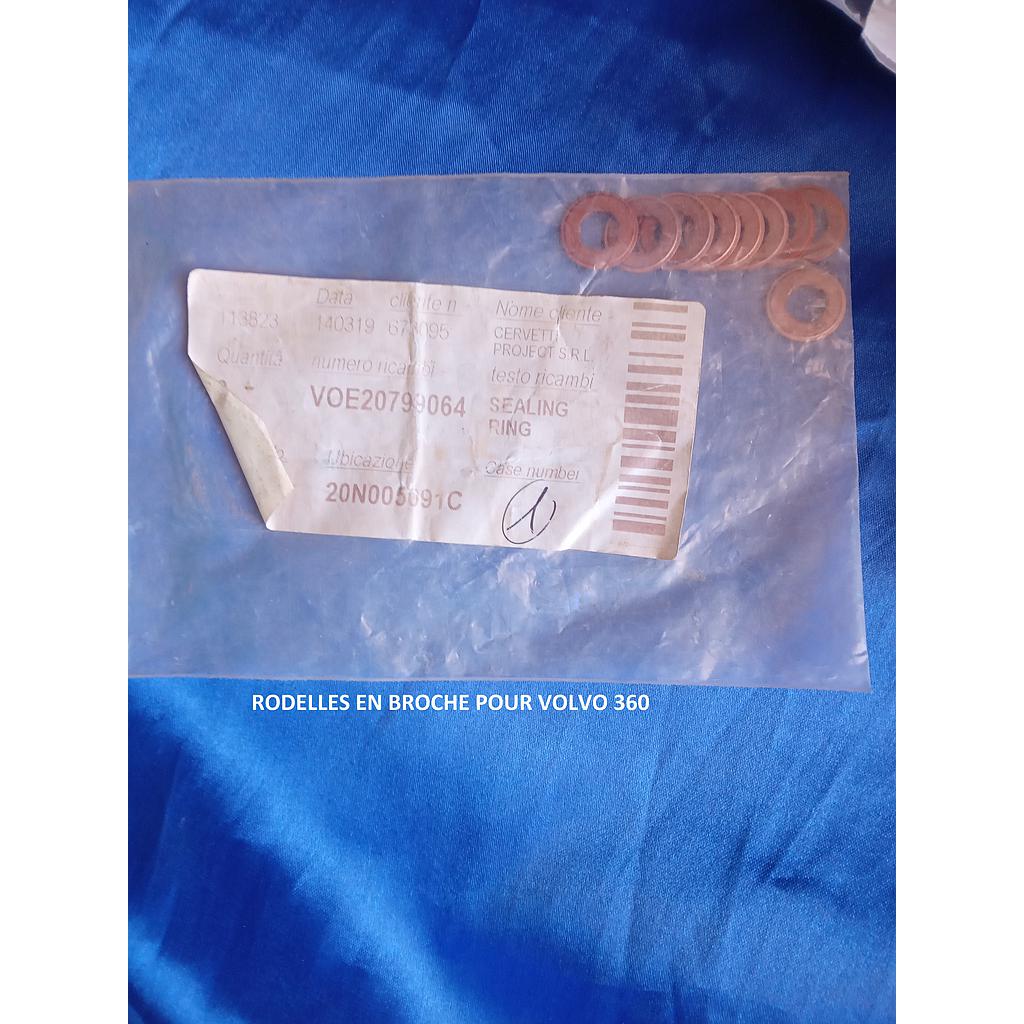 Data cliente n - Nome cliente -
113823 140319 673095 CERVETTI
PROJECT S.R.L.
Quantità numero ricambi - testo ricambi
VOE20799064 SEALING
RING
Ubicazione Case number
20N005091C 1
RODELLES EN BROCHE POUR VOLVO 360